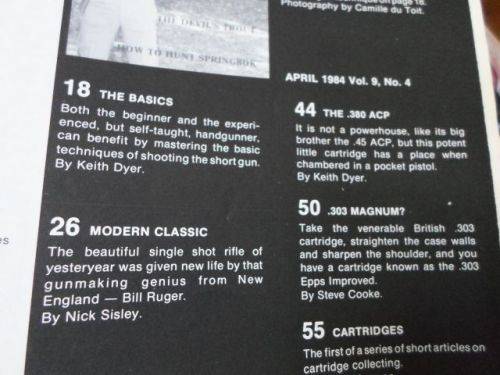 THE DEVIL'S TROUT
HOW TO HUNT SPRINGBOK
on page 18.
Photography by Camille du Toit.
APRIL 1984 Vol. 9, No. 4
18 THE BASICS
Both the beginner and the experi-
enced, but self-taught, handgunner,
can benefit by mastering the basic
techniques of shooting the short gun.
By Keith Dyer.
26 MODERN CLASSIC
The beautiful single shot rifle of
yesteryear was given new life by that
gunmaking genius from New
England — Bill Ruger.
By Nick Sisley.
44 THE .380 ACP
It is not a powerhouse, like its big
brother the .45 ACP, but this potent
little cartridge has a place when
chambered in a pocket pistol.
By Keith Dyer.
50 .303 MAGNUM?
Take the venerable British .303
cartridge, straighten the case walls
and sharpen the shoulder, and you
have a cartridge known as the .303
Epps Improved.
By Steve Cooke.
55 CARTRIDGES
The first of a series of short articles on
cartridge collecting.